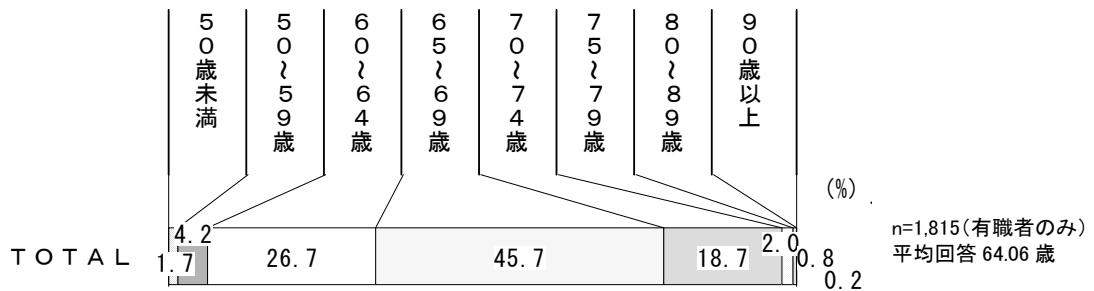 50歳未満
50~59歳
60~64歳
65~69歳
70~74歳
75~79歳
80~89歳
90歳以上
(%)
TOTAL
1.7
4.2
26.7
45.7
18.7
2.0
0.8
0.2
n=1,815(有職者のみ)
平均回答 64.06 歳